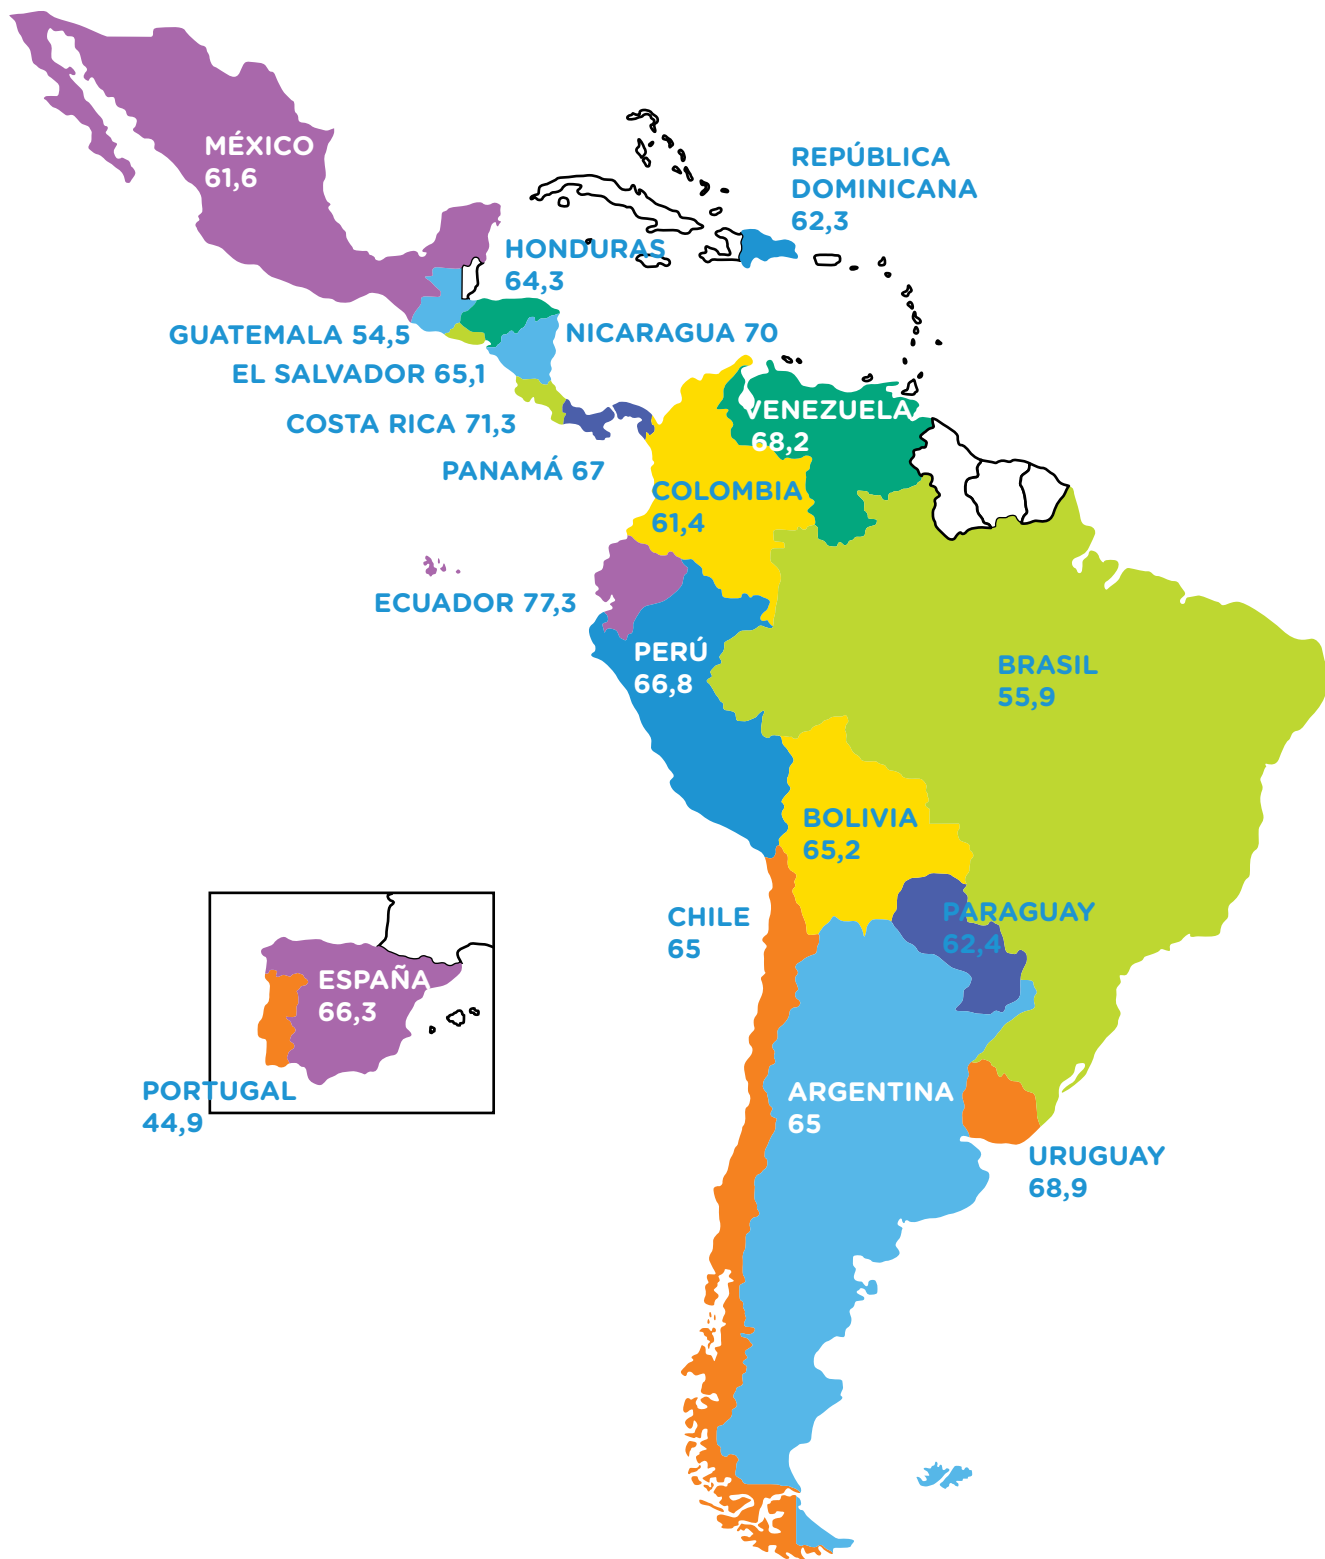 MÉXICO
61,6
REPÚBLICA
DOMINICANA
62,3
HONDURAS
64,3
GUATEMALA 54,5
NICARAGUA 70
EL SALVADOR 65,1
COSTA RICA 71,3
VENEZUELA
68,2
PANAMÁ 67
COLOMBIA
61,4
ECUADOR 77,3
PERÚ
66,8
BRASIL
55,9
BOLIVIA
65,2
CHILE
65
PARAGUAY
62,4
ESPAÑA
66,3
PORTUGAL
44,9
ARGENTINA
65
URUGUAY
68,9